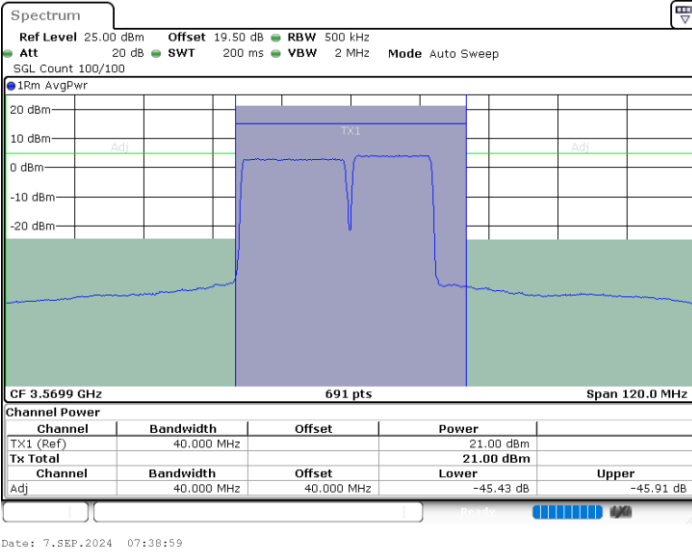 Spectrum
Ref Level 25.00 dBm Offset 19.50 dB RBW 500 kHz
Att 20 dB SWT 200 ms VBW 2 MHz Mode Auto Sweep
SGL Count 100/100
1Rm AvgPwr
20 dBm
TX1
10 dBm
Adj Adj
0 dBm
-10 dBm
-20 dBm
CF 3.5699 GHz 691 pts Span 120.0 MHz
Channel Power
Channel Bandwidth Offset Power
TX1 (Ref) 40.000 MHz 21.00 dBm
Tx Total 21.00 dBm
Channel Bandwidth Offset Lower Upper
Adj 40.000 MHz 40.000 MHz -45.43 dB -45.91 dB
Ready
Date: 7.SEP.2024 07:38:59